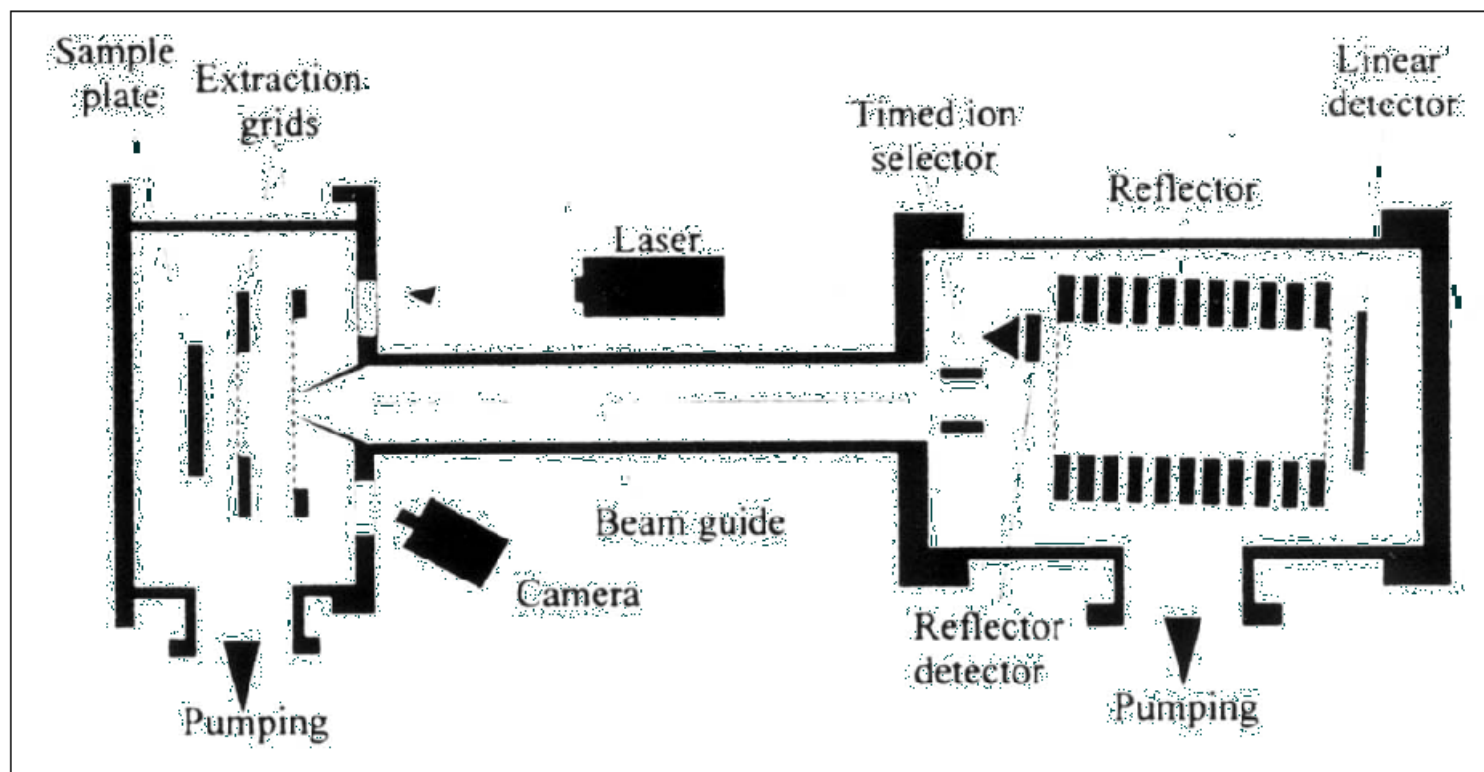 Sample
plate
Extraction
grids
Timed ion
selector
Linear
detector
Reflector
Laser
Beam guide
Camera
Reflector
detector
Pumping
Pumping